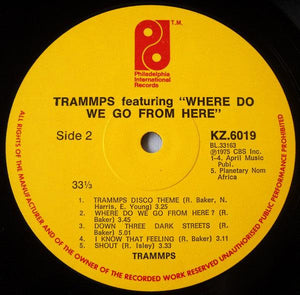 T.M.
Philadelphia
International
Records
TRAMMPS featuring "WHERE DO
WE GO FROM HERE"
Side 2
KZ.6019
BL.33163
℗1975 CBS Inc.
1-4. April Music
Publ.
5. Planetary Nom
Africa
33⅓
1. TRAMMPS DISCO THEME (R. Baker, N.
Harris, E. Young) 3.25
2. WHERE DO WE GO FROM HERE? (R.
Baker) 3.45
3. DOWN THREE DARK STREETS (R.
Baker) 5.01
4. I KNOW THAT FEELING (R. Baker) 3.11
5. SHOUT (R. Isley) 3.33
TRAMMPS
ALL RIGHTS OF THE MANUFACTURER AND OF THE OWNER OF THE RECORDED WORK RESERVED UNAUTHORISED PUBLIC PERFORMANCE PROHIBITED